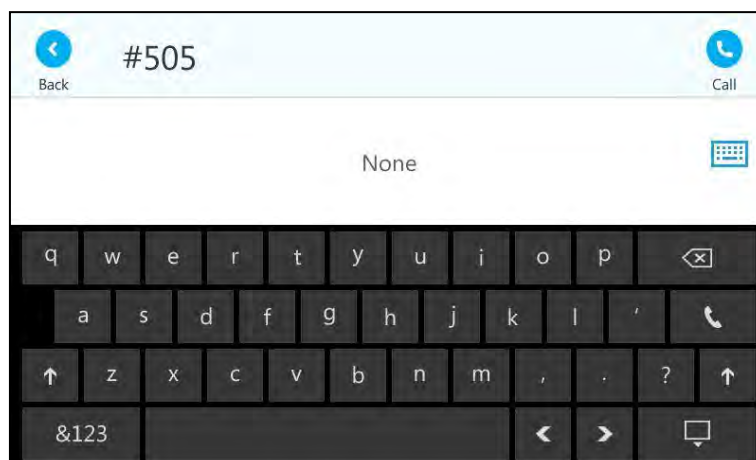 #505
Back
Call
None
q w e r t y u i o p
a s d f g h j k l '
z x c v b n m , . ?
&123